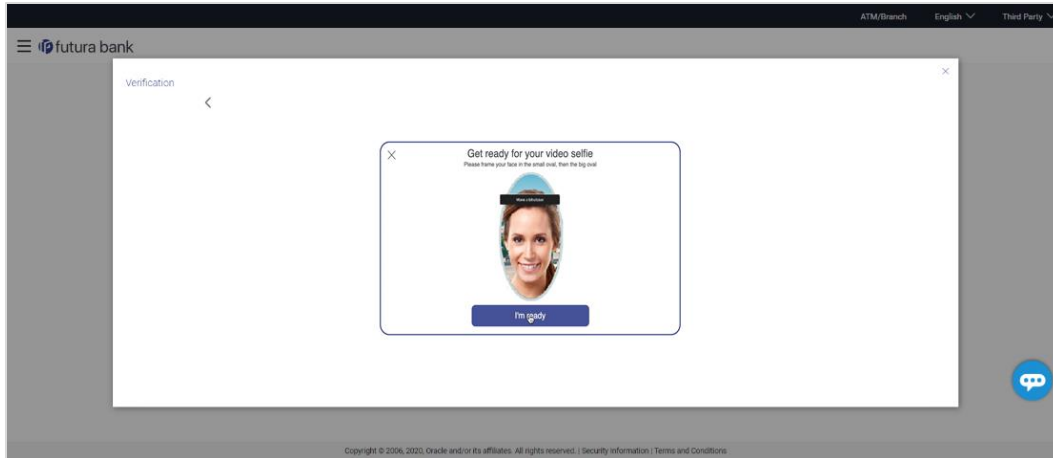 ATM/Branch English Third Party
futura bank
Verification
Get ready for your video selfie
Please frame your face in the small oval, then the big oval
I'm ready
Copyright © 2006, 2020, Oracle and/or its affiliates. All rights reserved. | Security Information | Terms and Conditions